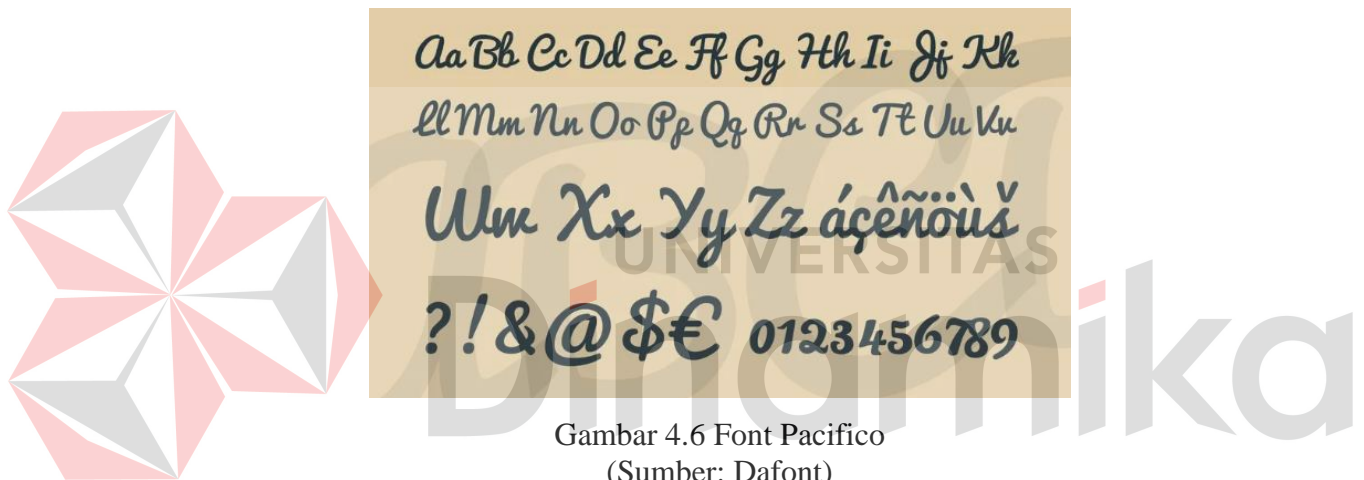 Aa Bb Cc Dd Ee Ff Gg Hh Ii Jj Kk
Ll Mm Nn Oo Pp Qq Rr Ss Tt Uu Vv
Ww Xx Yy Zz áçêñöùš
?!&@$€ 0123456789
UNIVERSITAS
Dinamika
Gambar 4.6 Font Pacifico
(Sumber: Dafont)